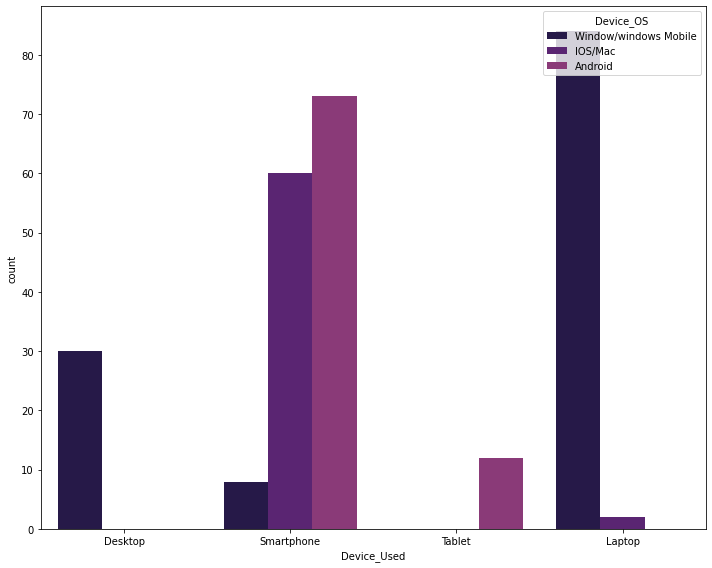 Device_OS
Window/windows Mobile
IOS/Mac
Android
80
70
60
50
40
30
20
10
0
count
Desktop
Smartphone
Tablet
Laptop
Device_Used